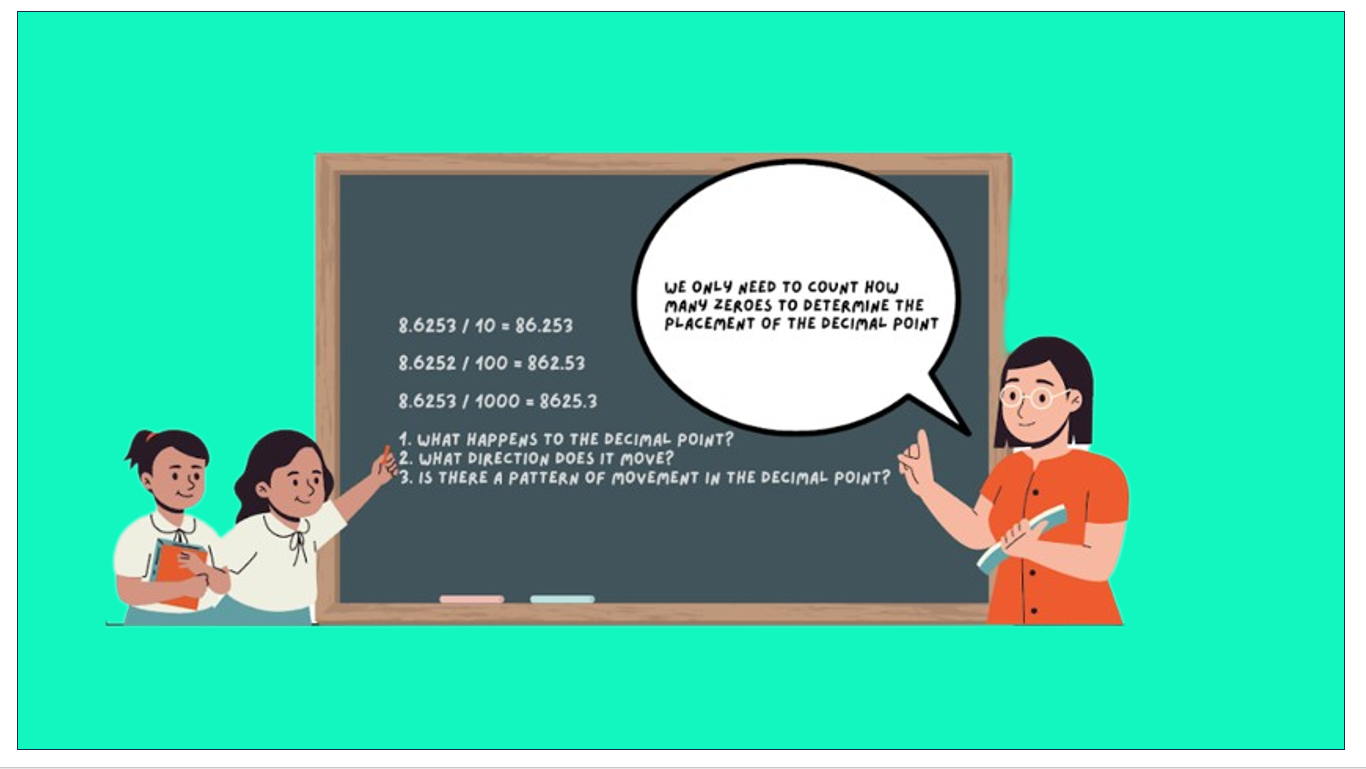 WE ONLY NEED TO COUNT HOW
MANY ZEROES TO DETERMINE THE
PLACEMENT OF THE DECIMAL POINT
8.6253 / 10 = 86.253
8.6252 / 100 = 862.53
8.6253 / 1000 = 8625.3
1. WHAT HAPPENS TO THE DECIMAL POINT?
2. WHAT DIRECTION DOES IT MOVE?
3. IS THERE A PATTERN OF MOVEMENT IN THE DECIMAL POINT?